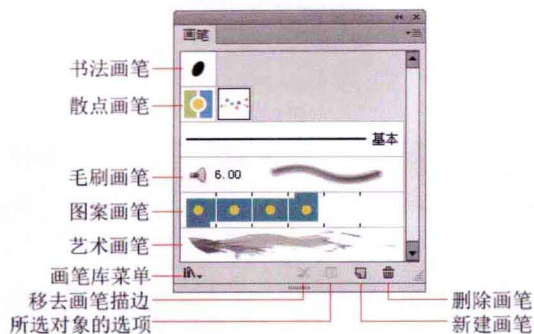 画笔
书法画笔
散点画笔
基本
毛刷画笔
6.00
图案画笔
艺术画笔
画笔库菜单
移去画笔描边
删除画笔
所选对象的选项
新建画笔